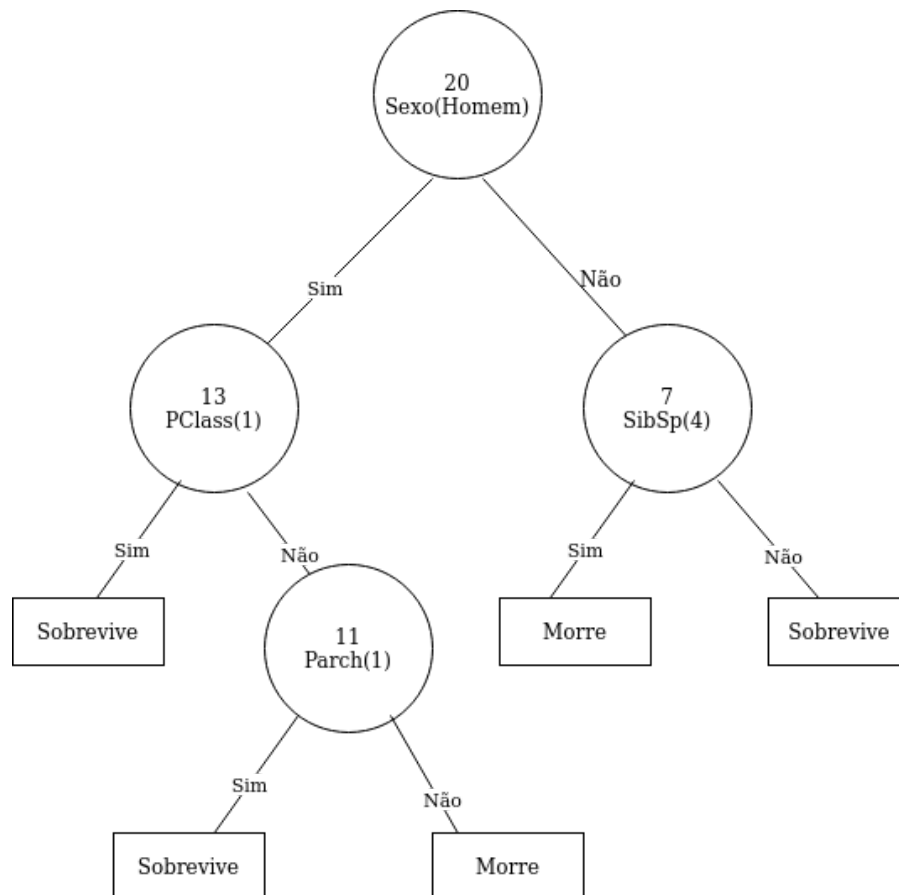 20
Sexo(Homem)
Sim
Não
13
PClass(1)
7
SibSp(4)
Sim
Não
Sim
Não
Sobrevive
11
Parch(1)
Morre
Sobrevive
Sim
Não
Sobrevive
Morre